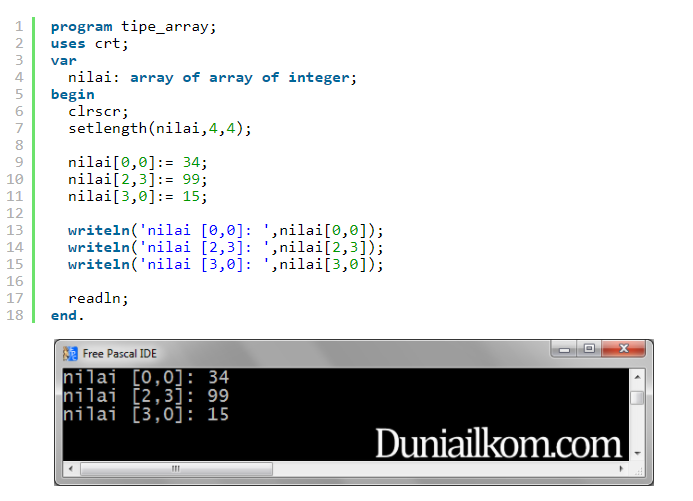 1 program tipe_array;
2 uses crt;
3 var
4 nilai: array of array of integer;
5 begin
6 clrscr;
7 setlength(nilai,4,4);
8
9 nilai[0,0]:= 34;
10 nilai[2,3]:= 99;
11 nilai[3,0]:= 15;
12
13 writeln('nilai [0,0]: ',nilai[0,0]);
14 writeln('nilai [2,3]: ',nilai[2,3]);
15 writeln('nilai [3,0]: ',nilai[3,0]);
16
17 readln;
18 end.
Free Pascal IDE
nilai [0,0]: 34
nilai [2,3]: 99
nilai [3,0]: 15
Duniailkom.com